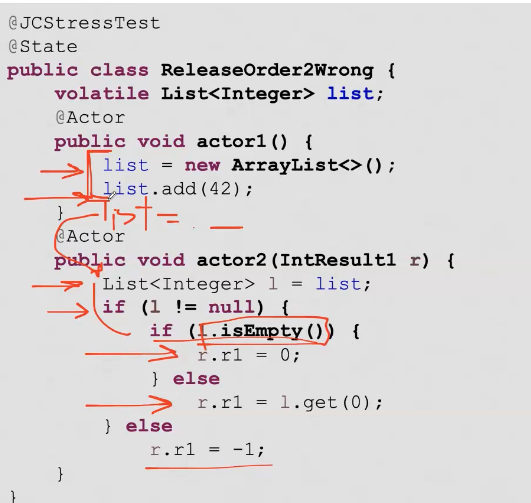 @JCStressTest
@State
public class ReleaseOrder2Wrong {
    volatile List<Integer> list;
    @Actor
    public void actor1() {
        list = new ArrayList<>();
        list.add(42);
    }
    list =
    @Actor
    public void actor2(IntResult1 r) {
        List<Integer> l = list;
        if (l != null) {
            if (l.isEmpty()) {
                r.r1 = 0;
            } else
                r.r1 = l.get(0);
        } else
            r.r1 = -1;
    }
}